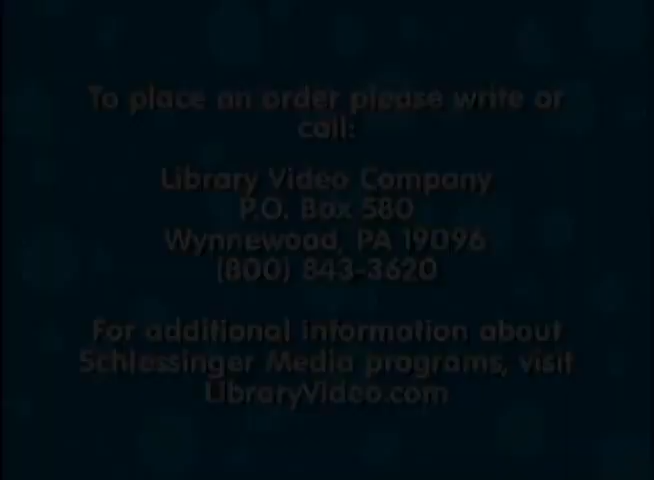 To place an order please write or
call:
Library Video Company
P.O. Box 580
Wynnewood, PA 19096
(800) 843-3620
For additional information about
Schlessinger Media programs, visit
LibraryVideo.com